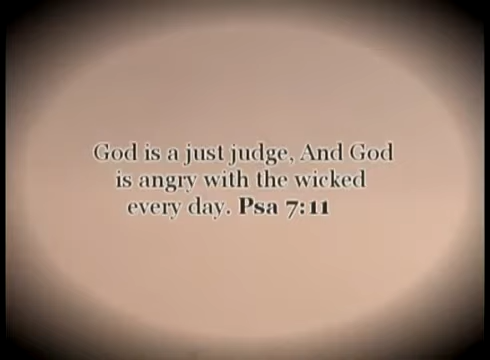 God is a just judge, And God
is angry with the wicked
every day. Psa 7:11